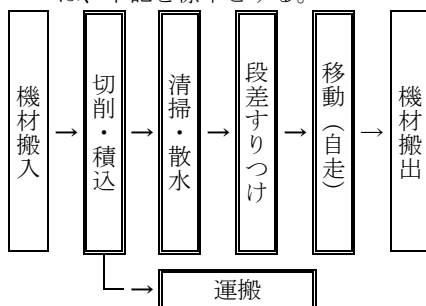 は、下記を標準とする。
機材搬入
→
切削・積込
→
清掃・散水
→
段差すりつけ
→
移動（自走）
→
機材搬出
→
運搬